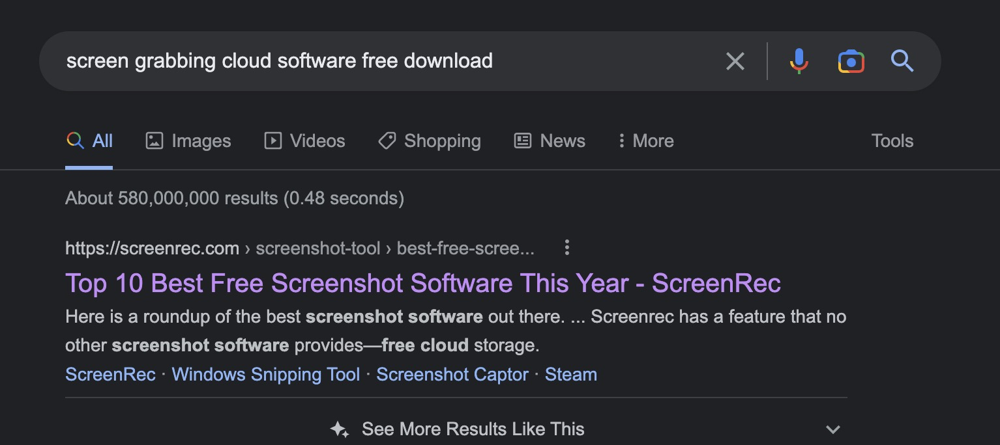 screen grabbing cloud software free download
All Images Videos Shopping News More Tools
About 580,000,000 results (0.48 seconds)
https://screenrec.com › screenshot-tool › best-free-scree...
Top 10 Best Free Screenshot Software This Year - ScreenRec
Here is a roundup of the best screenshot software out there. ... Screenrec has a feature that no
other screenshot software provides—free cloud storage.
ScreenRec · Windows Snipping Tool · Screenshot Captor · Steam
See More Results Like This